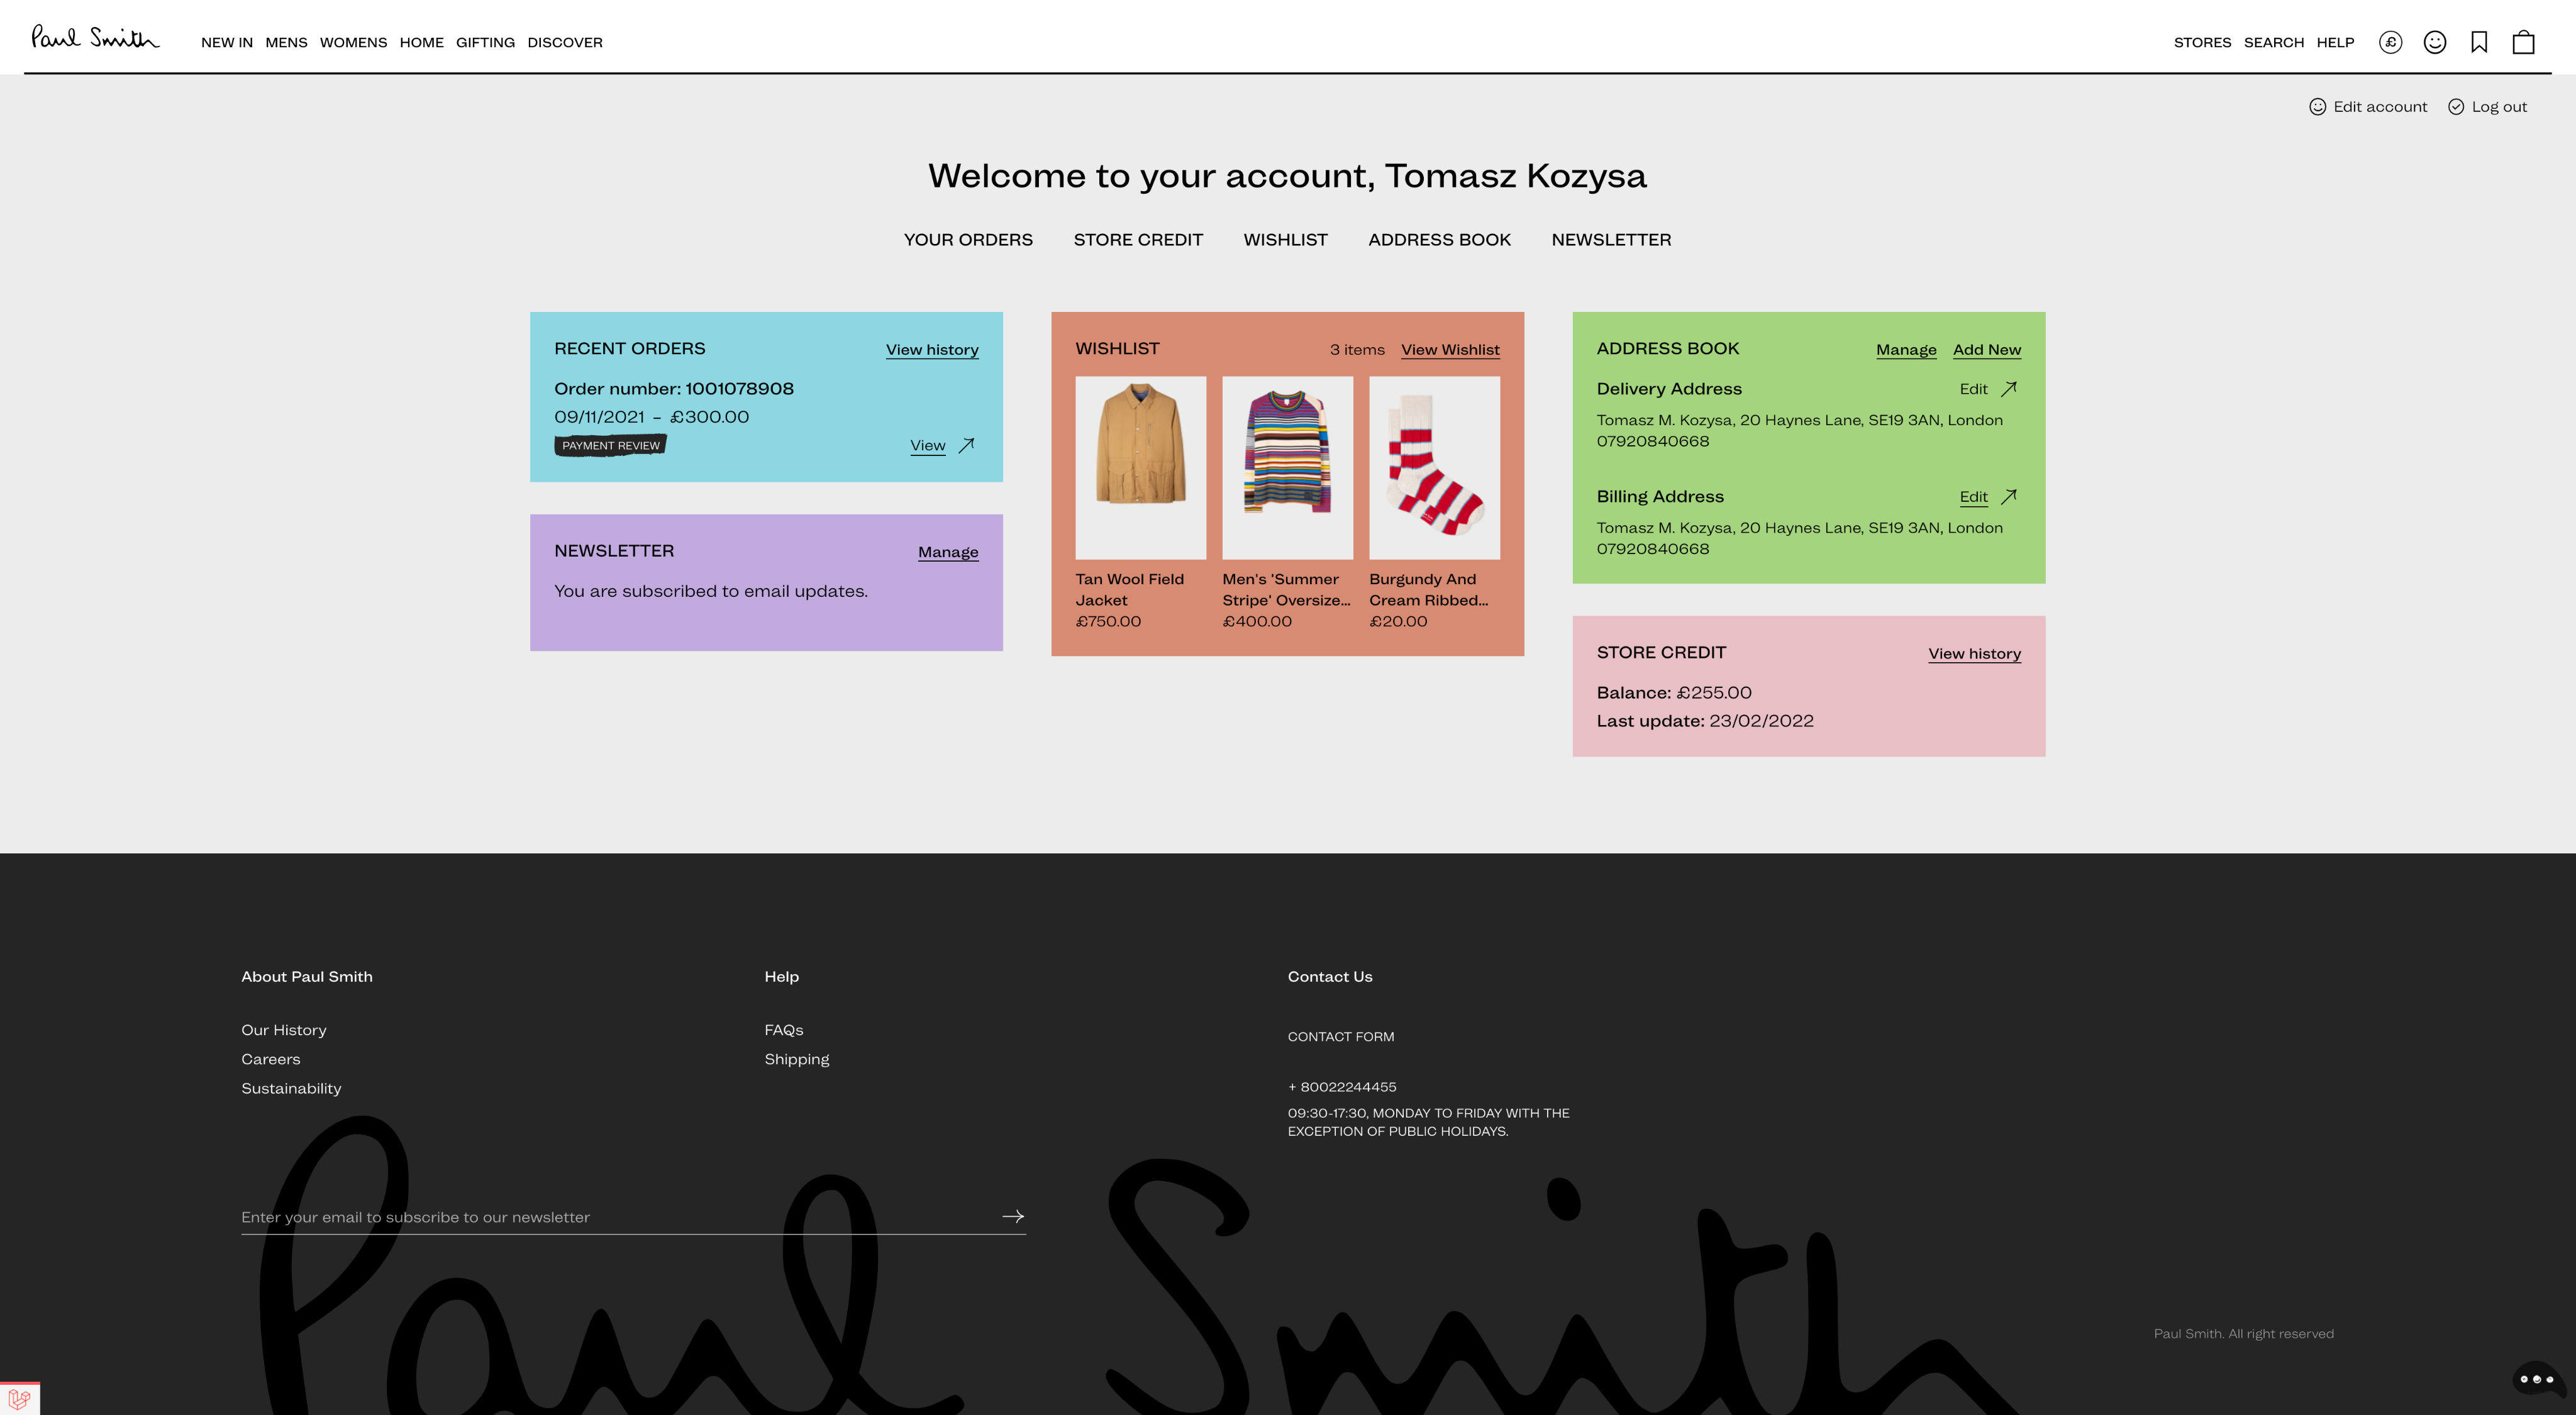 Paul Smith
NEW IN MENS WOMENS HOME GIFTING DISCOVER
STORES SEARCH HELP £
Edit account Log out
Welcome to your account, Tomasz Kozysa
YOUR ORDERS STORE CREDIT WISHLIST ADDRESS BOOK NEWSLETTER
RECENT ORDERS View history
Order number: 1001078908
09/11/2021 – £300.00
PAYMENT REVIEW
View
NEWSLETTER Manage
You are subscribed to email updates.
WISHLIST 3 items View Wishlist
Tan Wool Field
Jacket
£750.00
Men's 'Summer
Stripe' Oversize...
£400.00
Burgundy And
Cream Ribbed...
£20.00
ADDRESS BOOK Manage Add New
Delivery Address Edit
Tomasz M. Kozysa, 20 Haynes Lane, SE19 3AN, London
07920840668
Billing Address Edit
Tomasz M. Kozysa, 20 Haynes Lane, SE19 3AN, London
07920840668
STORE CREDIT View history
Balance: £255.00
Last update: 23/02/2022
About Paul Smith
Our History
Careers
Sustainability
Help
FAQs
Shipping
Contact Us
CONTACT FORM
+ 80022244455
09:30-17:30, MONDAY TO FRIDAY WITH THE
EXCEPTION OF PUBLIC HOLIDAYS.
Enter your email to subscribe to our newsletter
Paul Smith
Paul Smith. All right reserved